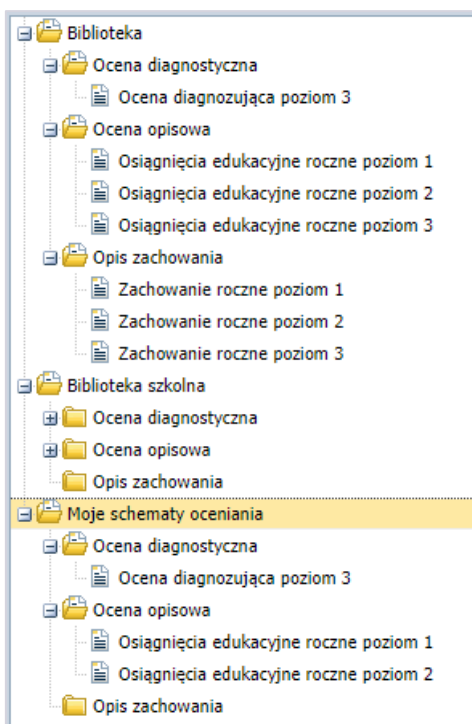 Biblioteka
Ocena diagnostyczna
Ocena diagnozująca poziom 3
Ocena opisowa
Osiągnięcia edukacyjne roczne poziom 1
Osiągnięcia edukacyjne roczne poziom 2
Osiągnięcia edukacyjne roczne poziom 3
Opis zachowania
Zachowanie roczne poziom 1
Zachowanie roczne poziom 2
Zachowanie roczne poziom 3
Biblioteka szkolna
Ocena diagnostyczna
Ocena opisowa
Opis zachowania
Moje schematy oceniania
Ocena diagnostyczna
Ocena diagnozująca poziom 3
Ocena opisowa
Osiągnięcia edukacyjne roczne poziom 1
Osiągnięcia edukacyjne roczne poziom 2
Opis zachowania